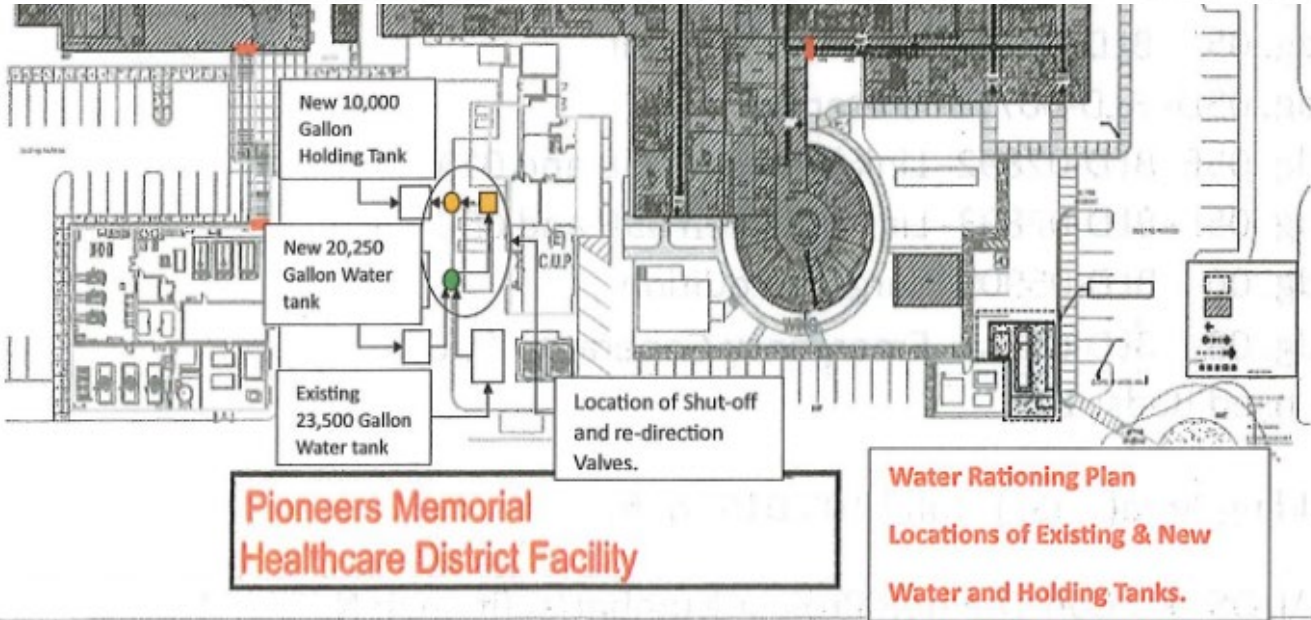 New 10,000
Gallon
Holding Tank
New 20,250
Gallon Water
tank
C.U.P
Existing
23,500 Gallon
Water tank
Location of Shut-off
and re-direction
Valves.
Pioneers Memorial
Healthcare District Facility
Water Rationing Plan
Locations of Existing & New
Water and Holding Tanks.